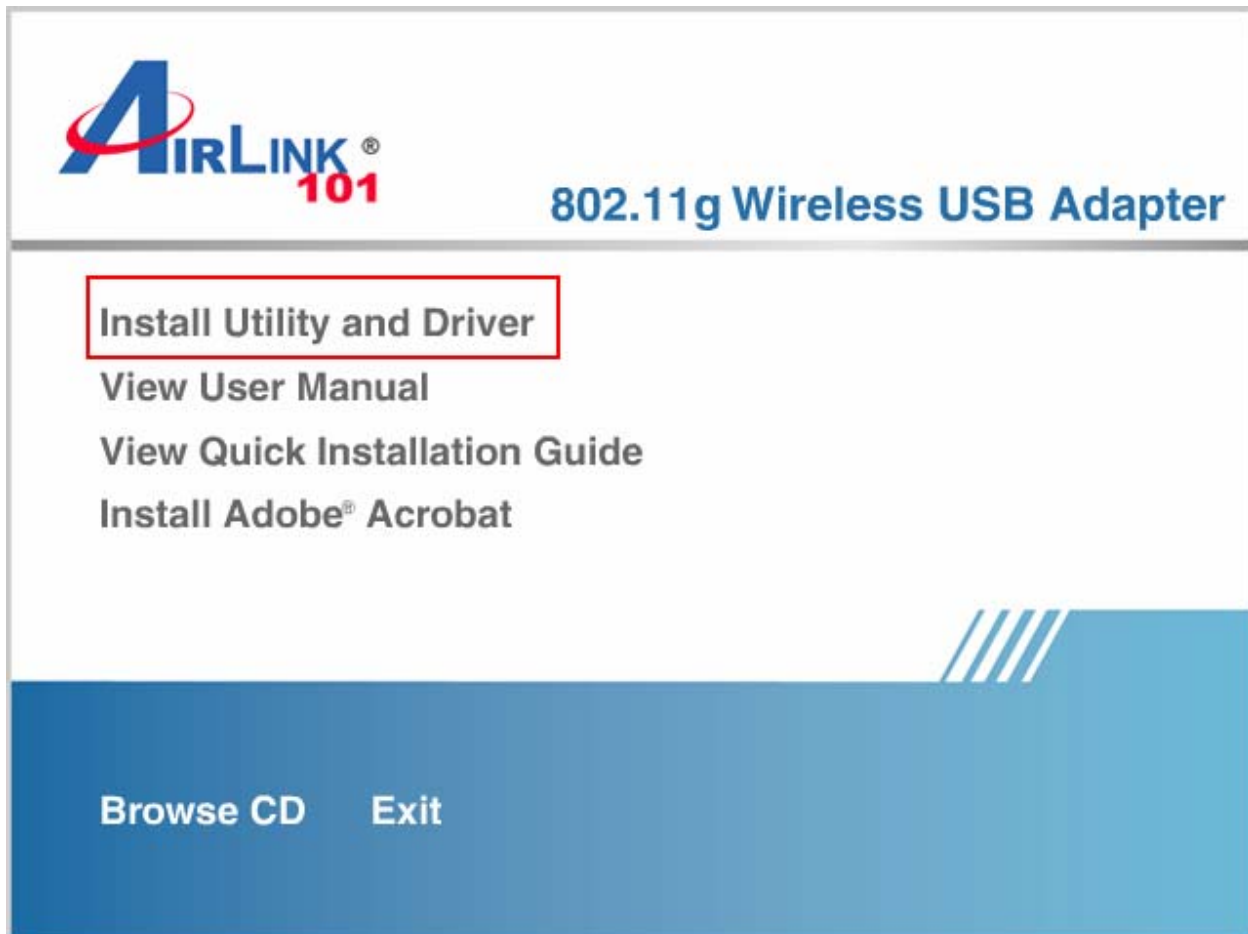 AIRLINK ®
101
802.11g Wireless USB Adapter
Install Utility and Driver
View User Manual
View Quick Installation Guide
Install Adobe® Acrobat
Browse CD Exit